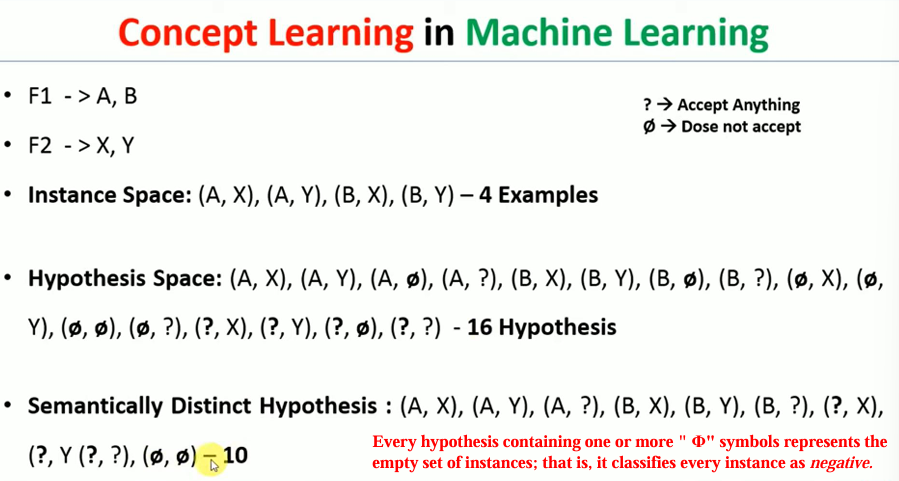 Concept Learning in Machine Learning
• F1 -> A, B
? → Accept Anything
ø → Dose not accept
• F2 -> X, Y
• Instance Space: (A, X), (A, Y), (B, X), (B, Y) – 4 Examples
• Hypothesis Space: (A, X), (A, Y), (A, ø), (A, ?), (B, X), (B, Y), (B, ø), (B, ?), (ø, X), (ø,
Y), (ø, ø), (ø, ?), (?, X), (?, Y), (?, ø), (?, ?) - 16 Hypothesis
• Semantically Distinct Hypothesis : (A, X), (A, Y), (A, ?), (B, X), (B, Y), (B, ?), (?, X),
(?, Y (?, ?), (ø, ø) – 10
Every hypothesis containing one or more " Φ" symbols represents the
empty set of instances; that is, it classifies every instance as negative.